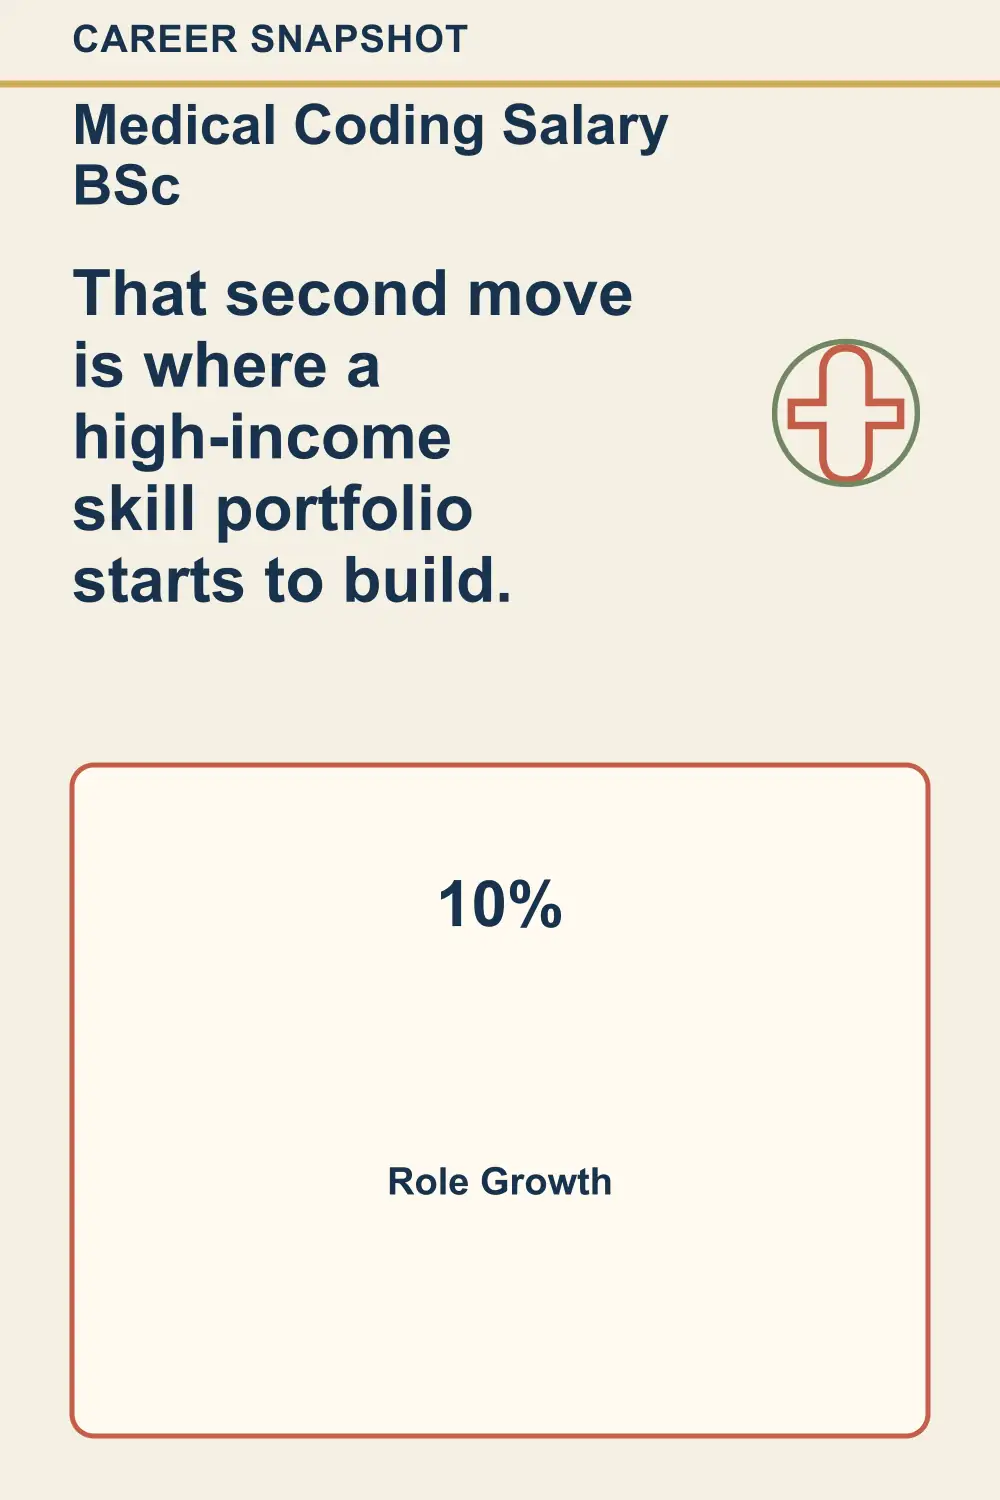 CAREER SNAPSHOT
Medical Coding Salary
BSc
That second move
is where a
high-income
skill portfolio
starts to build.
10%
Role Growth